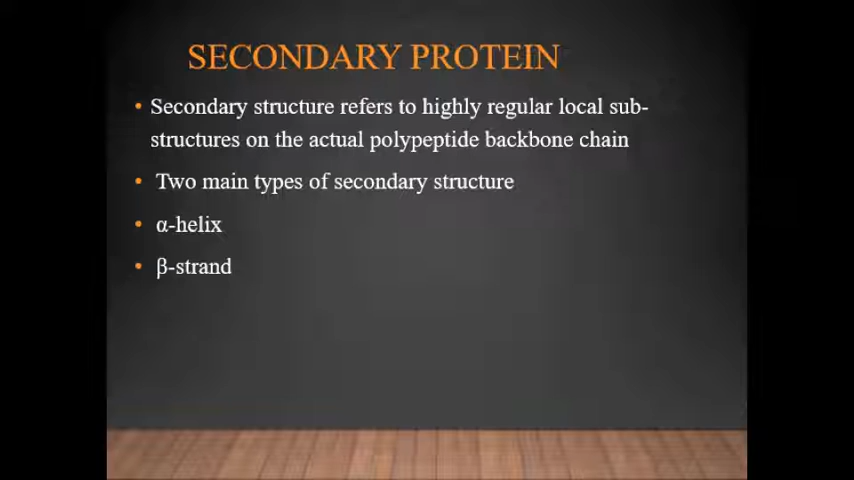 SECONDARY PROTEIN
• Secondary structure refers to highly regular local sub-
structures on the actual polypeptide backbone chain
• Two main types of secondary structure
• α-helix
• β-strand